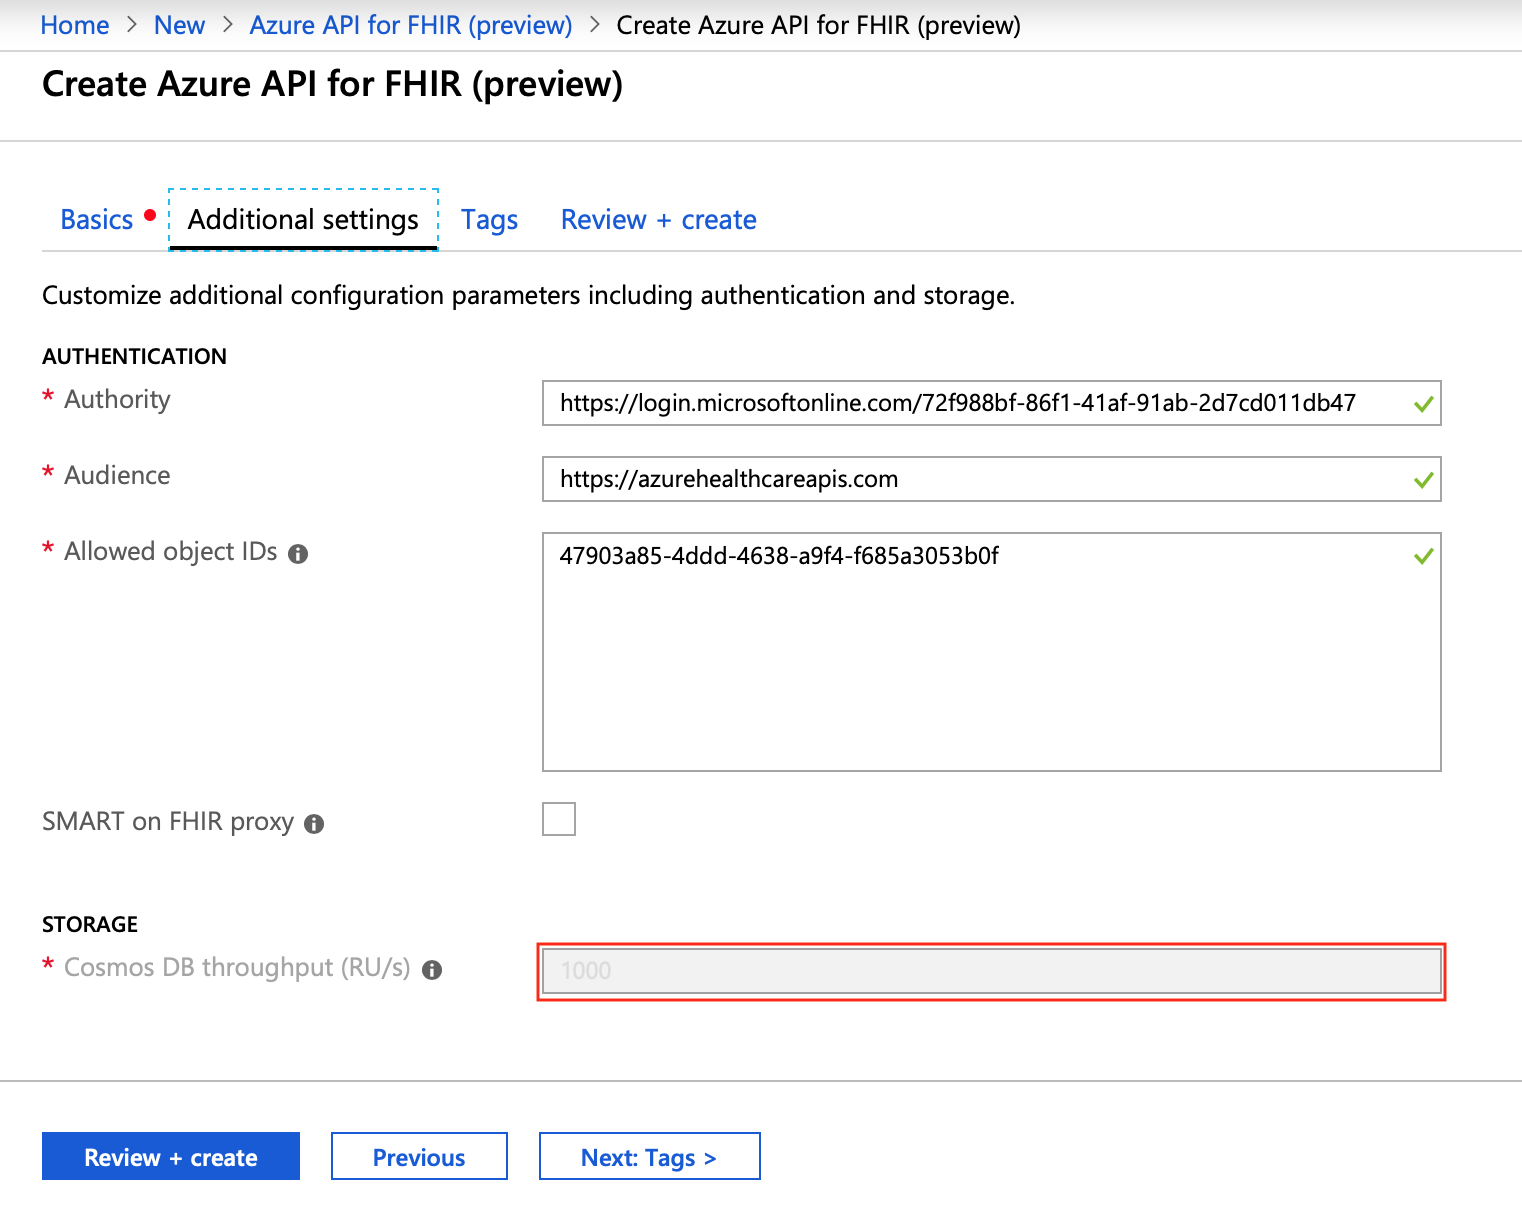 Home > New > Azure API for FHIR (preview) > Create Azure API for FHIR (preview)
Create Azure API for FHIR (preview)
Basics Additional settings Tags Review + create
Customize additional configuration parameters including authentication and storage.
AUTHENTICATION
* Authority https://login.microsoftonline.com/72f988bf-86f1-41af-91ab-2d7cd011db47
* Audience https://azurehealthcareapis.com
* Allowed object IDs 47903a85-4ddd-4638-a9f4-f685a3053b0f
SMART on FHIR proxy
STORAGE
* Cosmos DB throughput (RU/s) 1000
Review + create Previous Next: Tags >